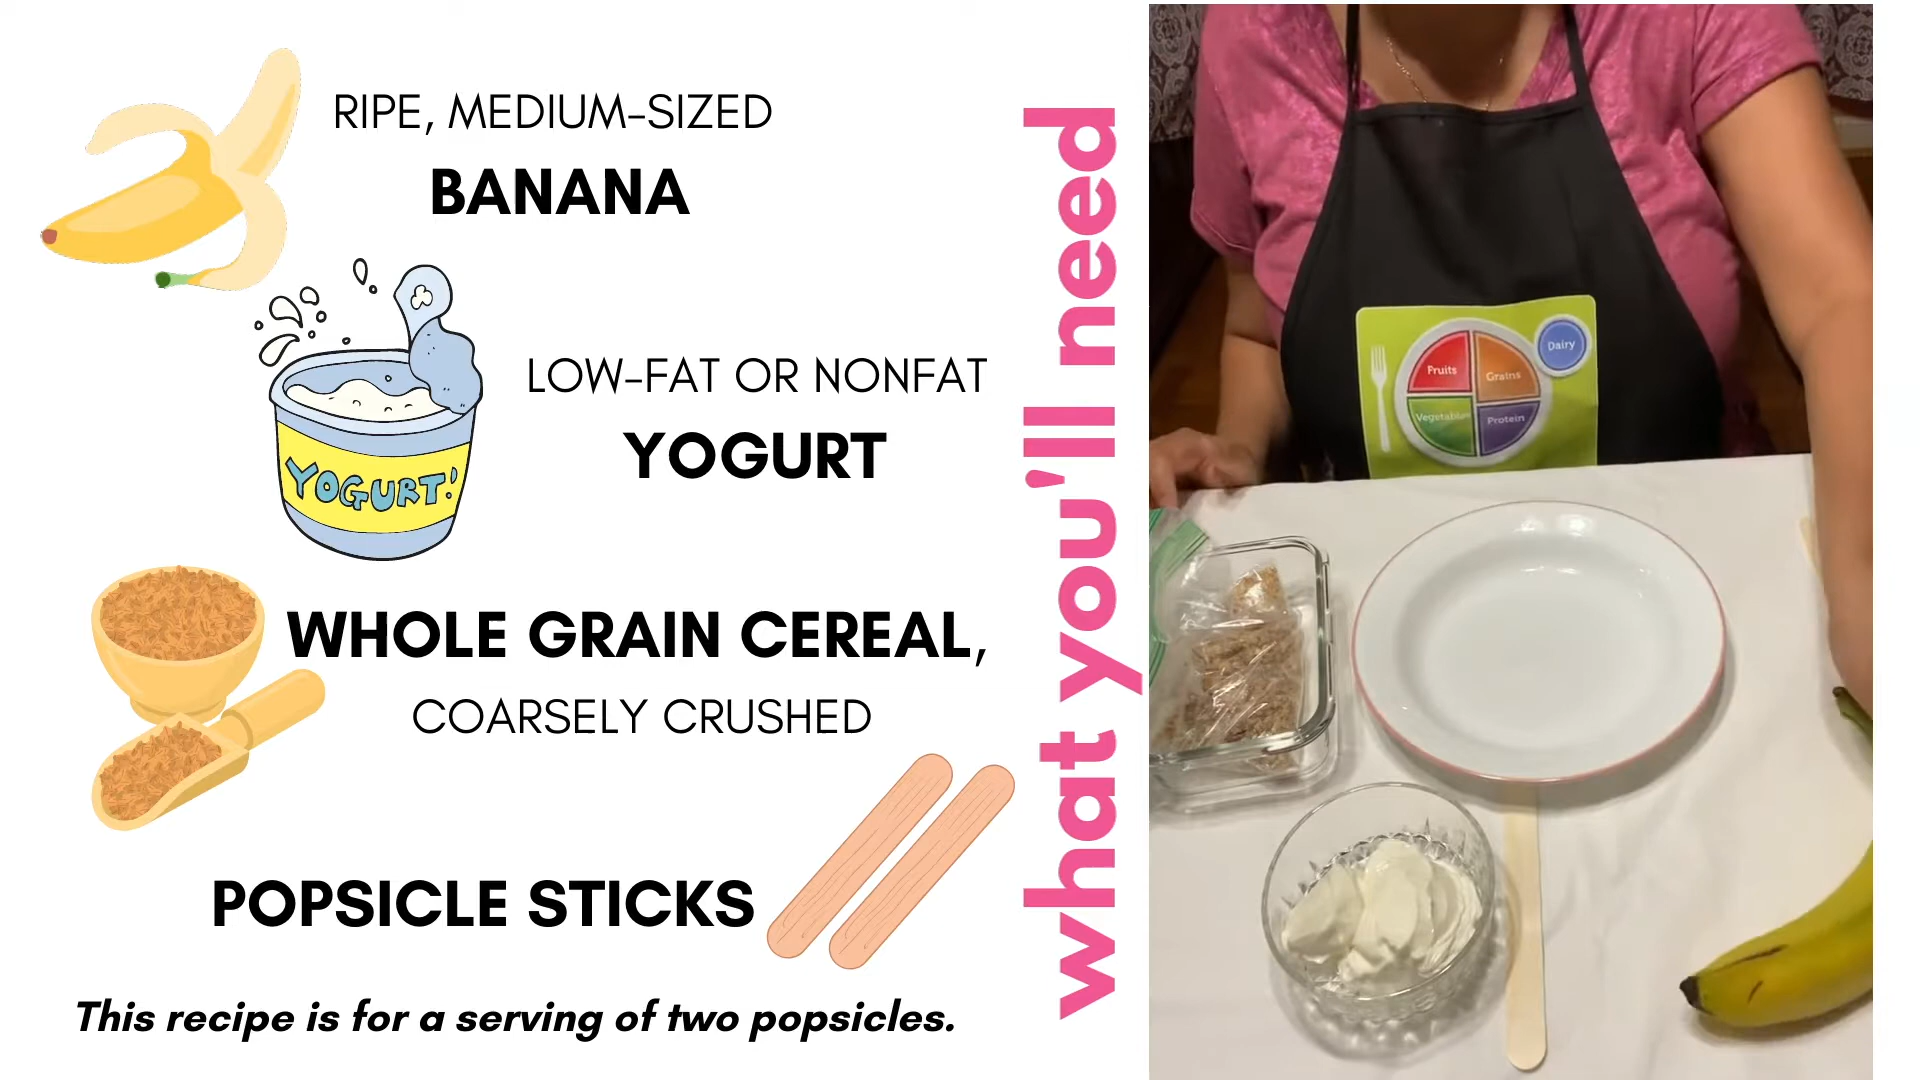 RIPE, MEDIUM-SIZED
BANANA
YOGURT!
LOW-FAT OR NONFAT
YOGURT
WHOLE GRAIN CEREAL,
COARSELY CRUSHED
POPSICLE STICKS
This recipe is for a serving of two popsicles.
what you'll need
Dairy
Fruits
Grains
Vegetables
Protein